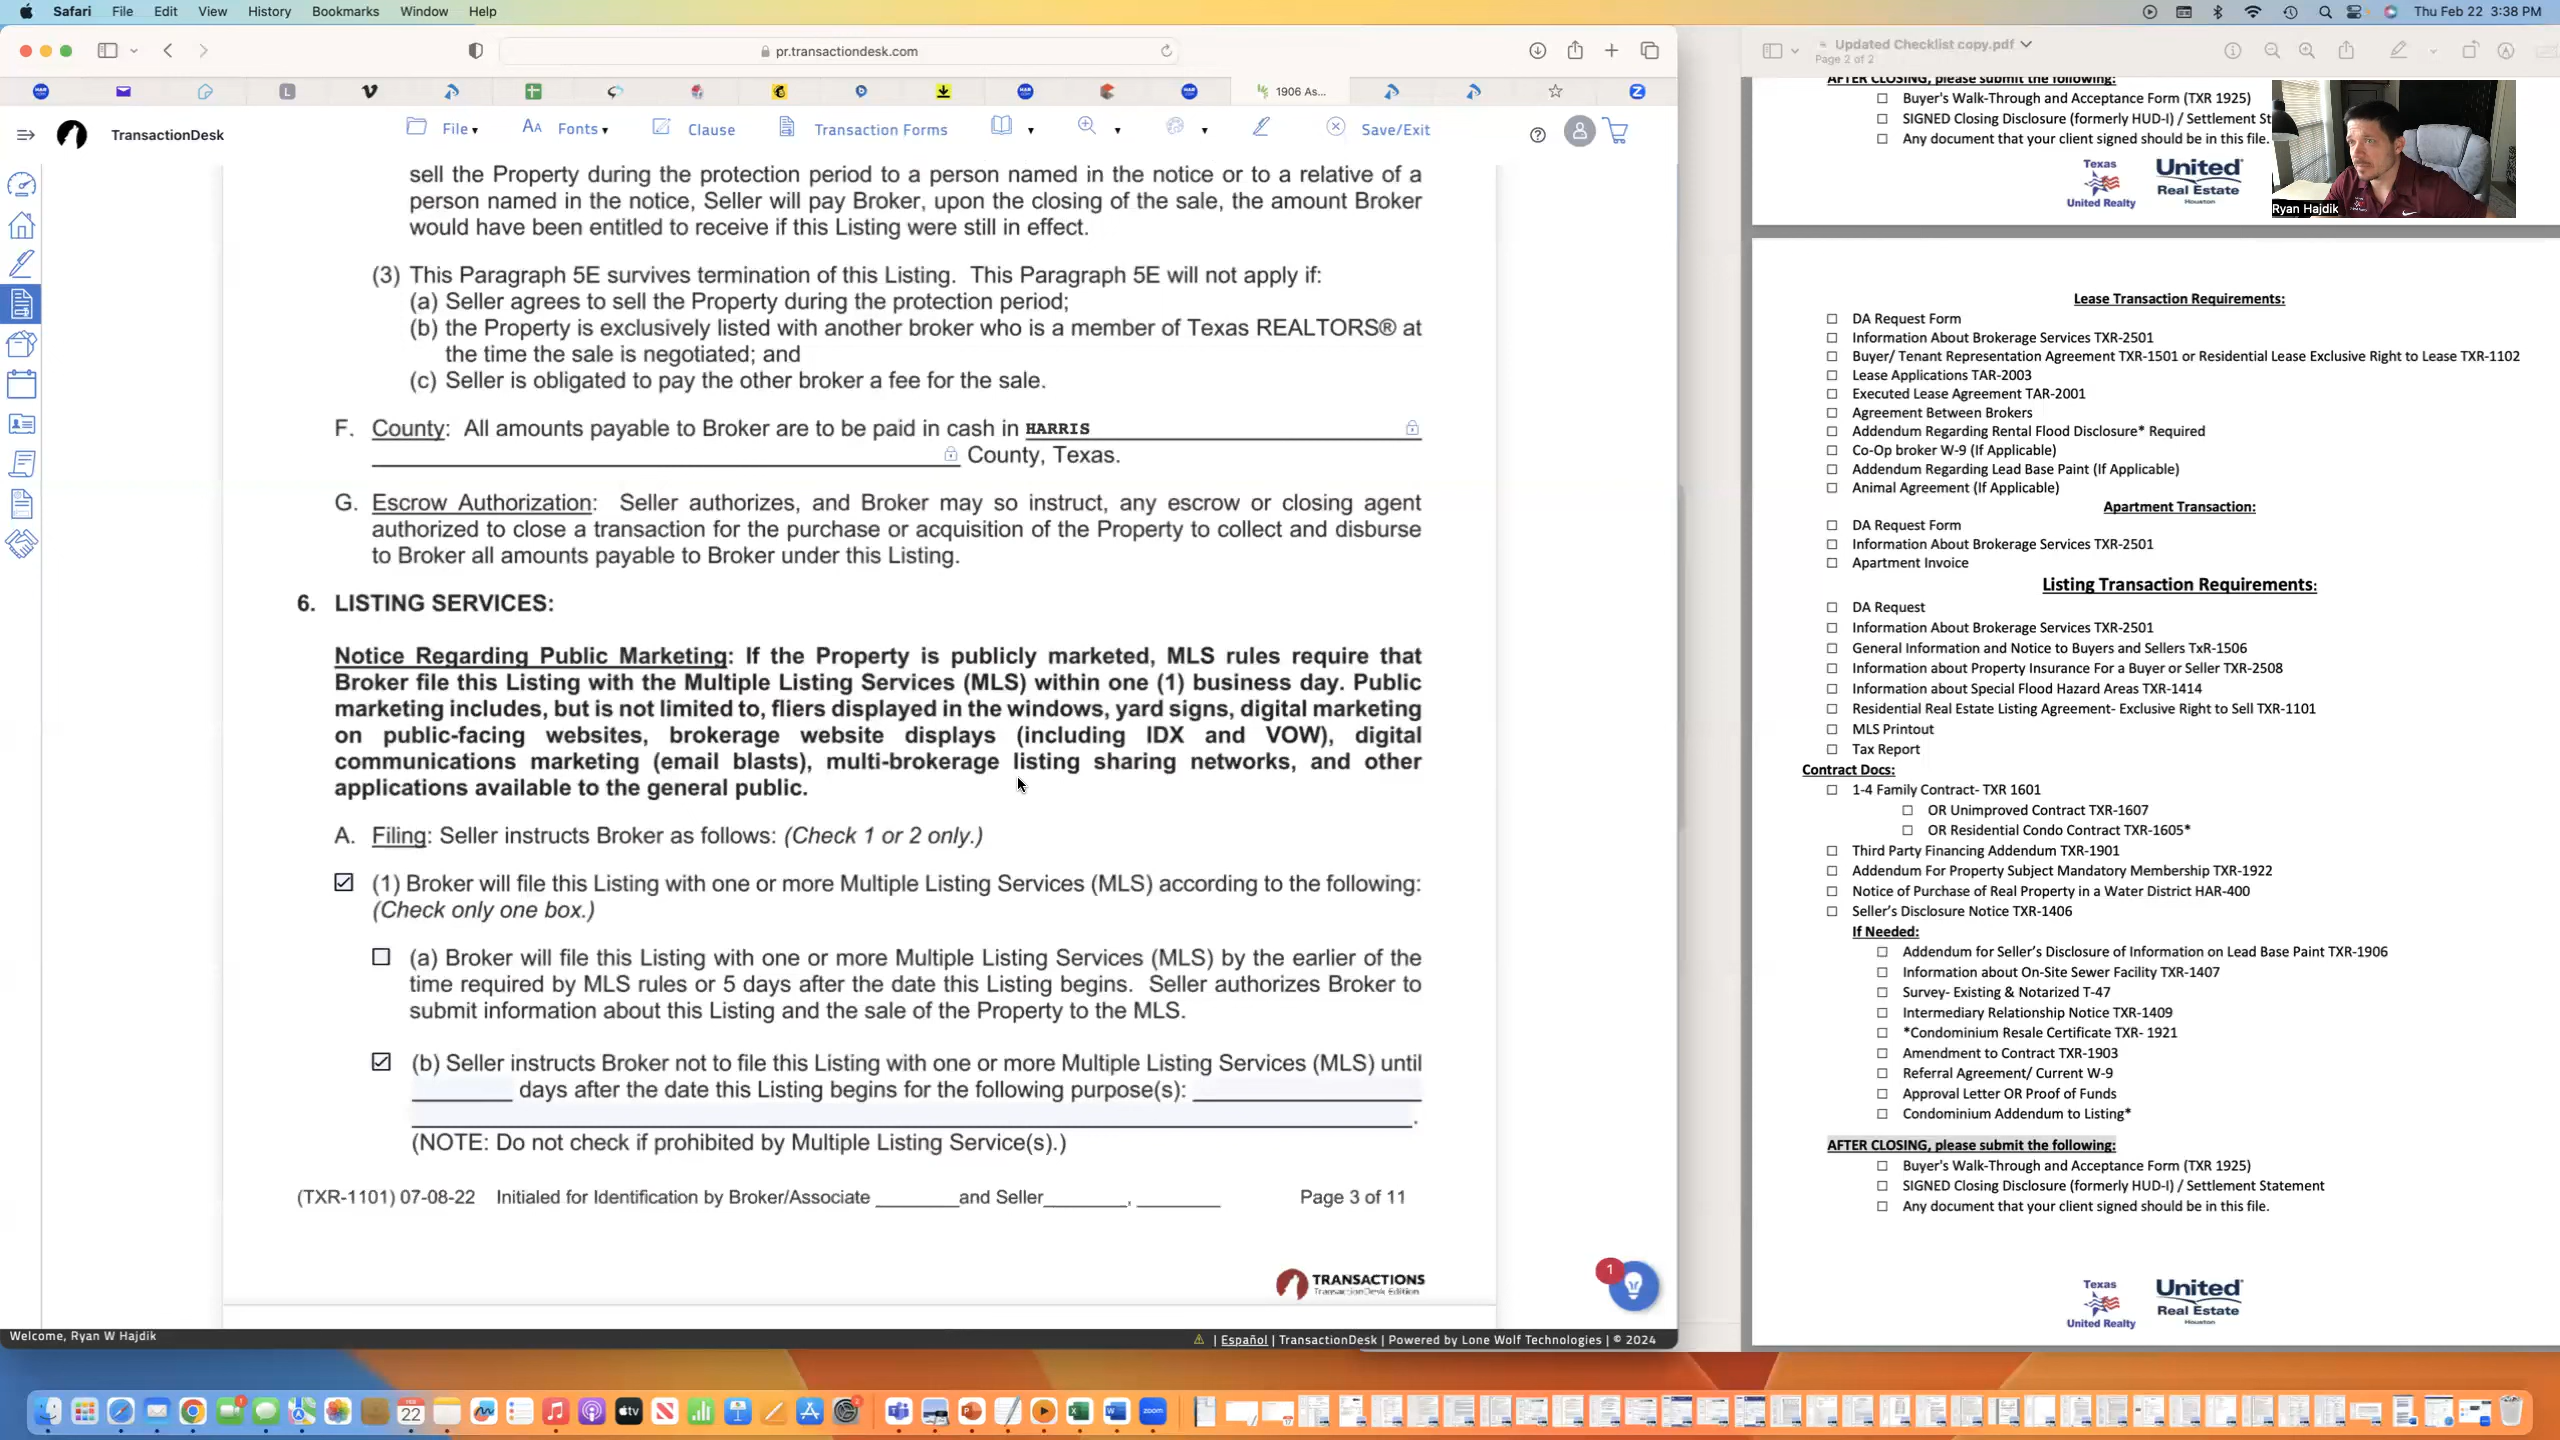 Safari File Edit View History Bookmarks Window Help
Thu Feb 22 3:38 PM
pr.transactiondesk.com
1906 As...
TransactionDesk
File Fonts Clause Transaction Forms Save/Exit
sell the Property during the protection period to a person named in the notice or to a relative of a
person named in the notice, Seller will pay Broker, upon the closing of the sale, the amount Broker
would have been entitled to receive if this Listing were still in effect.
(3) This Paragraph 5E survives termination of this Listing. This Paragraph 5E will not apply if:
(a) Seller agrees to sell the Property during the protection period;
(b) the Property is exclusively listed with another broker who is a member of Texas REALTORS® at
the time the sale is negotiated; and
(c) Seller is obligated to pay the other broker a fee for the sale.
F. County: All amounts payable to Broker are to be paid in cash in HARRIS
County, Texas.
G. Escrow Authorization: Seller authorizes, and Broker may so instruct, any escrow or closing agent
authorized to close a transaction for the purchase or acquisition of the Property to collect and disburse
to Broker all amounts payable to Broker under this Listing.
6. LISTING SERVICES:
Notice Regarding Public Marketing: If the Property is publicly marketed, MLS rules require that
Broker file this Listing with the Multiple Listing Services (MLS) within one (1) business day. Public
marketing includes, but is not limited to, fliers displayed in the windows, yard signs, digital marketing
on public-facing websites, brokerage website displays (including IDX and VOW), digital
communications marketing (email blasts), multi-brokerage listing sharing networks, and other
applications available to the general public.
A. Filing: Seller instructs Broker as follows: (Check 1 or 2 only.)
(1) Broker will file this Listing with one or more Multiple Listing Services (MLS) according to the following:
(Check only one box.)
(a) Broker will file this Listing with one or more Multiple Listing Services (MLS) by the earlier of the
time required by MLS rules or 5 days after the date this Listing begins. Seller authorizes Broker to
submit information about this Listing and the sale of the Property to the MLS.
(b) Seller instructs Broker not to file this Listing with one or more Multiple Listing Services (MLS) until
________ days after the date this Listing begins for the following purpose(s): ________
.
(NOTE: Do not check if prohibited by Multiple Listing Service(s).)
(TXR-1101) 07-08-22 Initialed for Identification by Broker/Associate ________and Seller________, ________ Page 3 of 11
TRANSACTIONS
TransactionDesk Edition
1
Welcome, Ryan W Hajdik
| Español | TransactionDesk | Powered by Lone Wolf Technologies | © 2024
Updated Checklist copy.pdf
Page 2 of 2
AFTER CLOSING, please submit the following:
Buyer's Walk-Through and Acceptance Form (TXR 1925)
SIGNED Closing Disclosure (formerly HUD-I) / Settlement St
Any document that your client signed should be in this file.
Texas
United Realty
United
Real Estate
Houston
Ryan Hajdik
Lease Transaction Requirements:
DA Request Form
Information About Brokerage Services TXR-2501
Buyer/ Tenant Representation Agreement TXR-1501 or Residential Lease Exclusive Right to Lease TXR-1102
Lease Applications TAR-2003
Executed Lease Agreement TAR-2001
Agreement Between Brokers
Addendum Regarding Rental Flood Disclosure* Required
Co-Op broker W-9 (If Applicable)
Addendum Regarding Lead Base Paint (If Applicable)
Animal Agreement (If Applicable)
Apartment Transaction:
DA Request Form
Information About Brokerage Services TXR-2501
Apartment Invoice
Listing Transaction Requirements:
DA Request
Information About Brokerage Services TXR-2501
General Information and Notice to Buyers and Sellers TxR-1506
Information about Property Insurance For a Buyer or Seller TXR-2508
Information about Special Flood Hazard Areas TXR-1414
Residential Real Estate Listing Agreement- Exclusive Right to Sell TXR-1101
MLS Printout
Tax Report
Contract Docs:
1-4 Family Contract- TXR 1601
OR Unimproved Contract TXR-1607
OR Residential Condo Contract TXR-1605*
Third Party Financing Addendum TXR-1901
Addendum For Property Subject Mandatory Membership TXR-1922
Notice of Purchase of Real Property in a Water District HAR-400
Seller's Disclosure Notice TXR-1406
If Needed:
Addendum for Seller's Disclosure of Information on Lead Base Paint TXR-1906
Information about On-Site Sewer Facility TXR-1407
Survey- Existing & Notarized T-47
Intermediary Relationship Notice TXR-1409
*Condominium Resale Certificate TXR- 1921
Amendment to Contract TXR-1903
Referral Agreement/ Current W-9
Approval Letter OR Proof of Funds
Condominium Addendum to Listing*
AFTER CLOSING, please submit the following:
Buyer's Walk-Through and Acceptance Form (TXR 1925)
SIGNED Closing Disclosure (formerly HUD-I) / Settlement Statement
Any document that your client signed should be in this file.
Texas
United Realty
United
Real Estate
Houston
22
tv
zoom